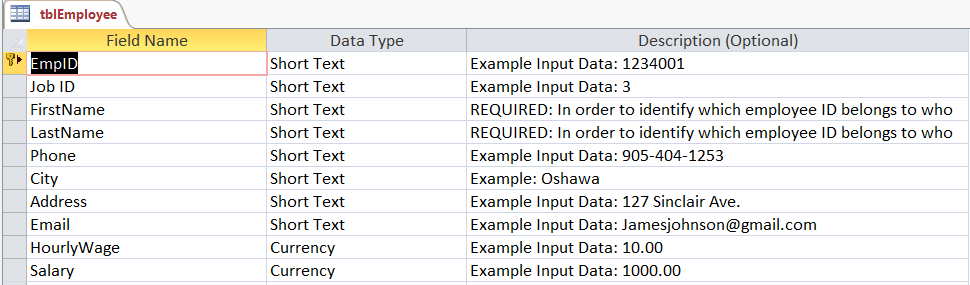 tblEmployee
Field Name Data Type Description (Optional)
EmpID Short Text Example Input Data: 1234001
Job ID Short Text Example Input Data: 3
FirstName Short Text REQUIRED: In order to identify which employee ID belongs to who
LastName Short Text REQUIRED: In order to identify which employee ID belongs to who
Phone Short Text Example Input Data: 905-404-1253
City Short Text Example: Oshawa
Address Short Text Example Input Data: 127 Sinclair Ave.
Email Short Text Example Input Data: Jamesjohnson@gmail.com
HourlyWage Currency Example Input Data: 10.00
Salary Currency Example Input Data: 1000.00